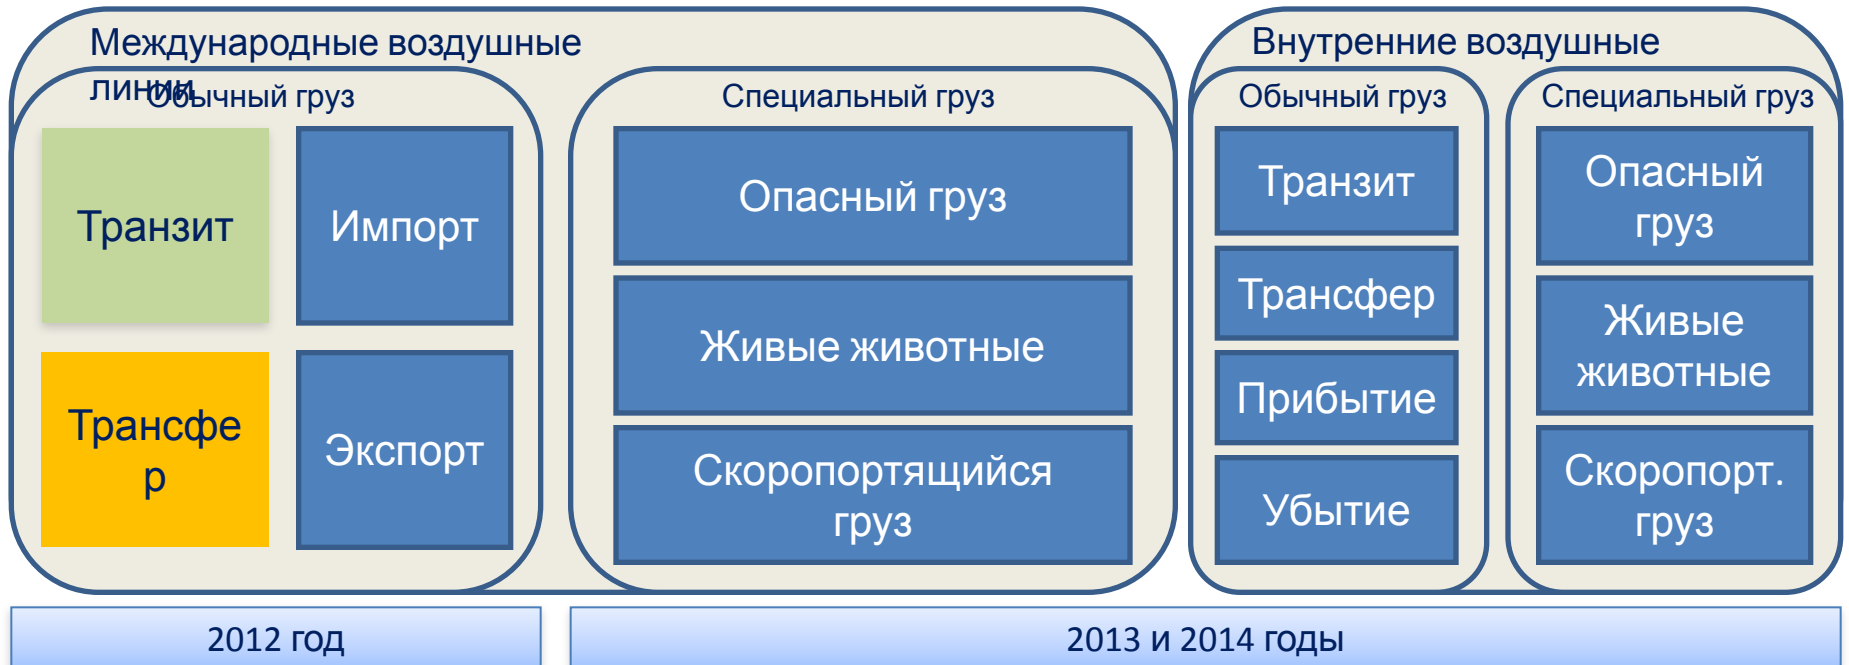 Международные воздушные
линии
Обычный груз
Транзит
Импорт
Трансфе
р
Экспорт
Специальный груз
Опасный груз
Живые животные
Скоропортящийся
груз
Внутренние воздушные
Обычный груз
Транзит
Трансфер
Прибытие
Убытие
Специальный груз
Опасный
груз
Живые
животные
Скоропорт.
груз
2012 год
2013 и 2014 годы